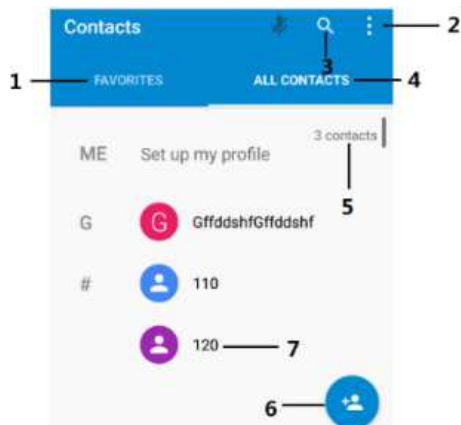 Contacts
2
3
1
FAVORITES
ALL CONTACTS
4
3 contacts
ME
Set up my profile
5
G
G
GffddshfGffddshf
#
110
120
7
6